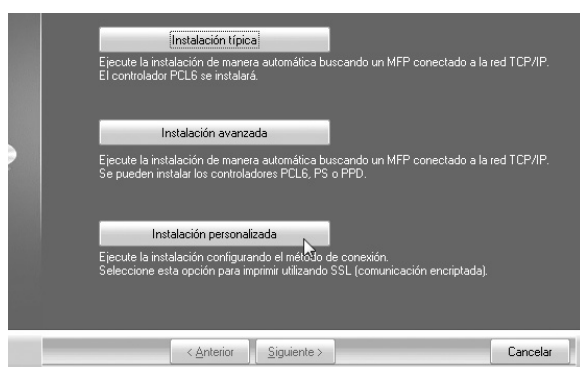 Instalación típica
Ejecute la instalación de manera automática buscando un MFP conectado a la red TCP/IP.
El controlador PCL6 se instalará.
Instalación avanzada
Ejecute la instalación de manera automática buscando un MFP conectado a la red TCP/IP.
Se pueden instalar los controladores PCL6, PS o PPD.
Instalación personalizada
Ejecute la instalación configurando el método de conexión.
Seleccione esta opción para imprimir utilizando SSL (comunicación encriptada).
< Anterior Siguiente > Cancelar